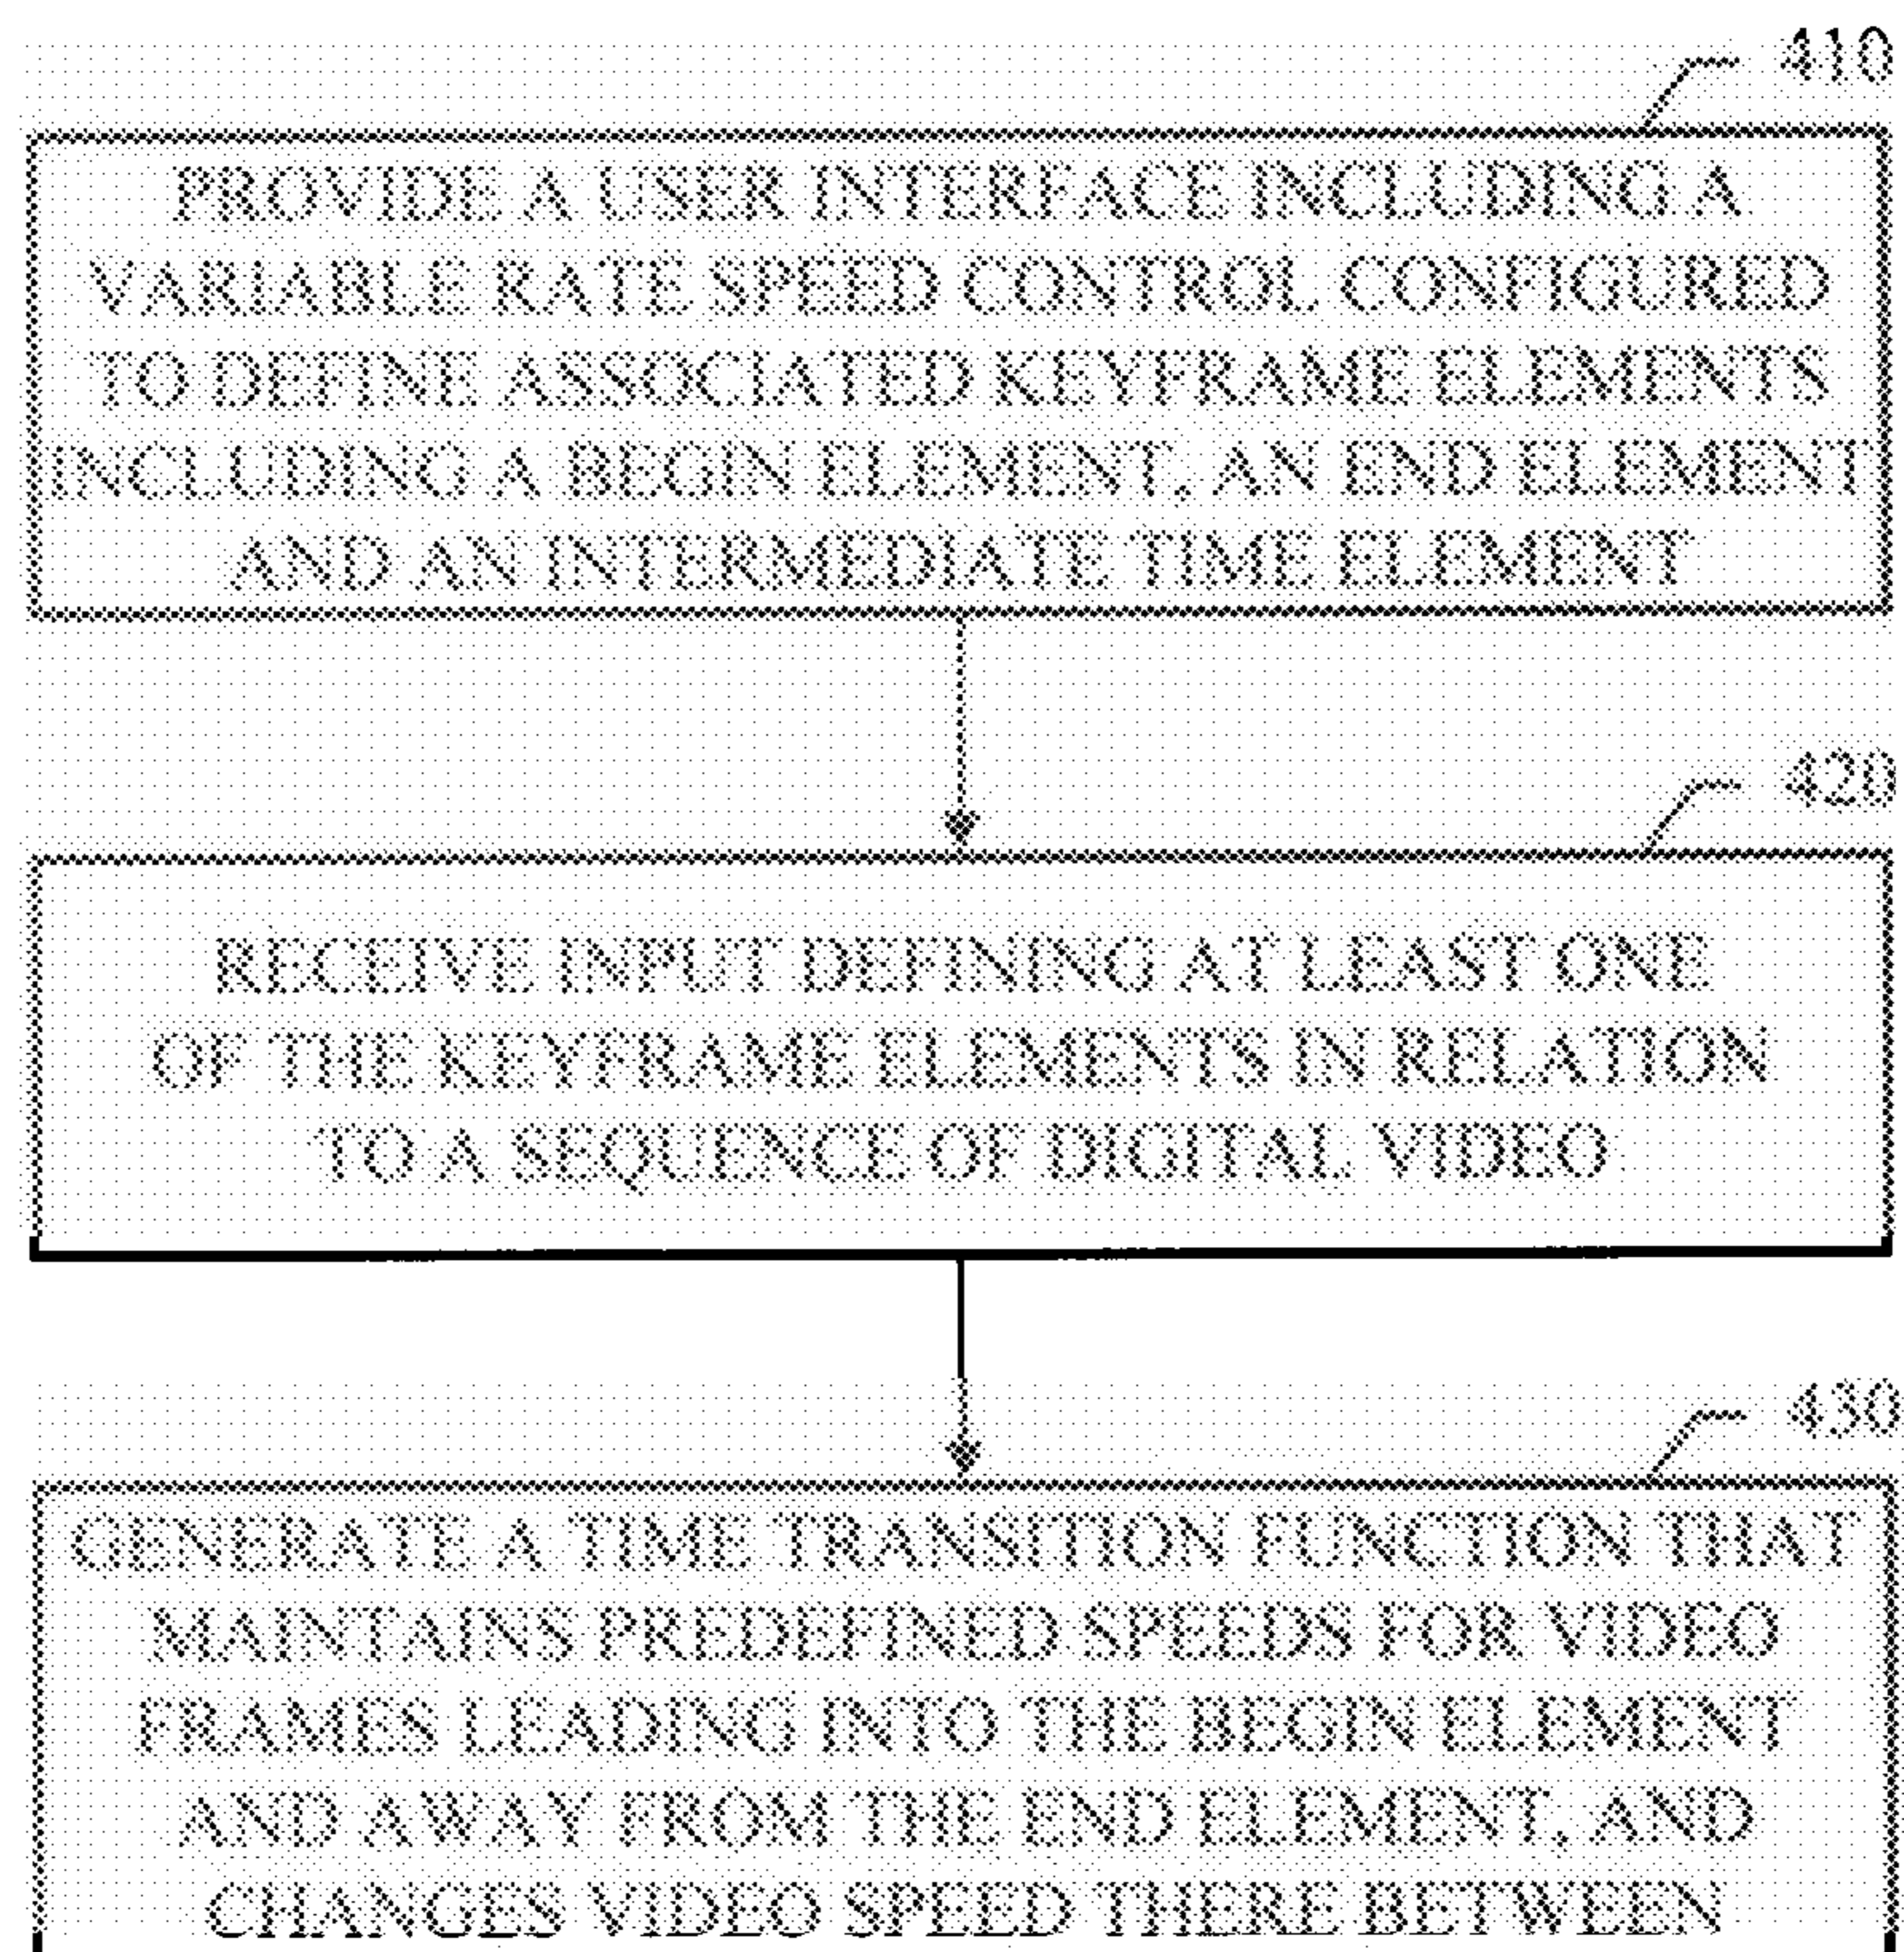 410
PROVIDE A USER INTERFACE INCLUDING A
VARIABLE RATE SPEED CONTROL CONFIGURED
TO DEFINE ASSOCIATED KEYFRAME ELEMENTS
INCLUDING A BEGIN ELEMENT, AN END ELEMENT
AND AN INTERMEDIATE TIME ELEMENT
420
RECEIVE INPUT DEFINING AT LEAST ONE
OF THE KEYFRAME ELEMENTS IN RELATION
TO A SEQUENCE OF DIGITAL VIDEO
430
GENERATE A TIME TRANSITION FUNCTION THAT
MAINTAINS PREDEFINED SPEEDS FOR VIDEO
FRAMES LEADING INTO THE BEGIN ELEMENT
AND AWAY FROM THE END ELEMENT, AND
CHANGES VIDEO SPEED THERE BETWEEN